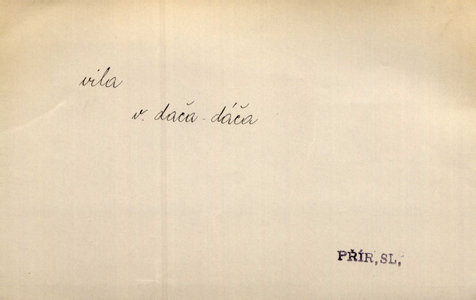 vila
v. dača - dáča
PŘÍR, SL,